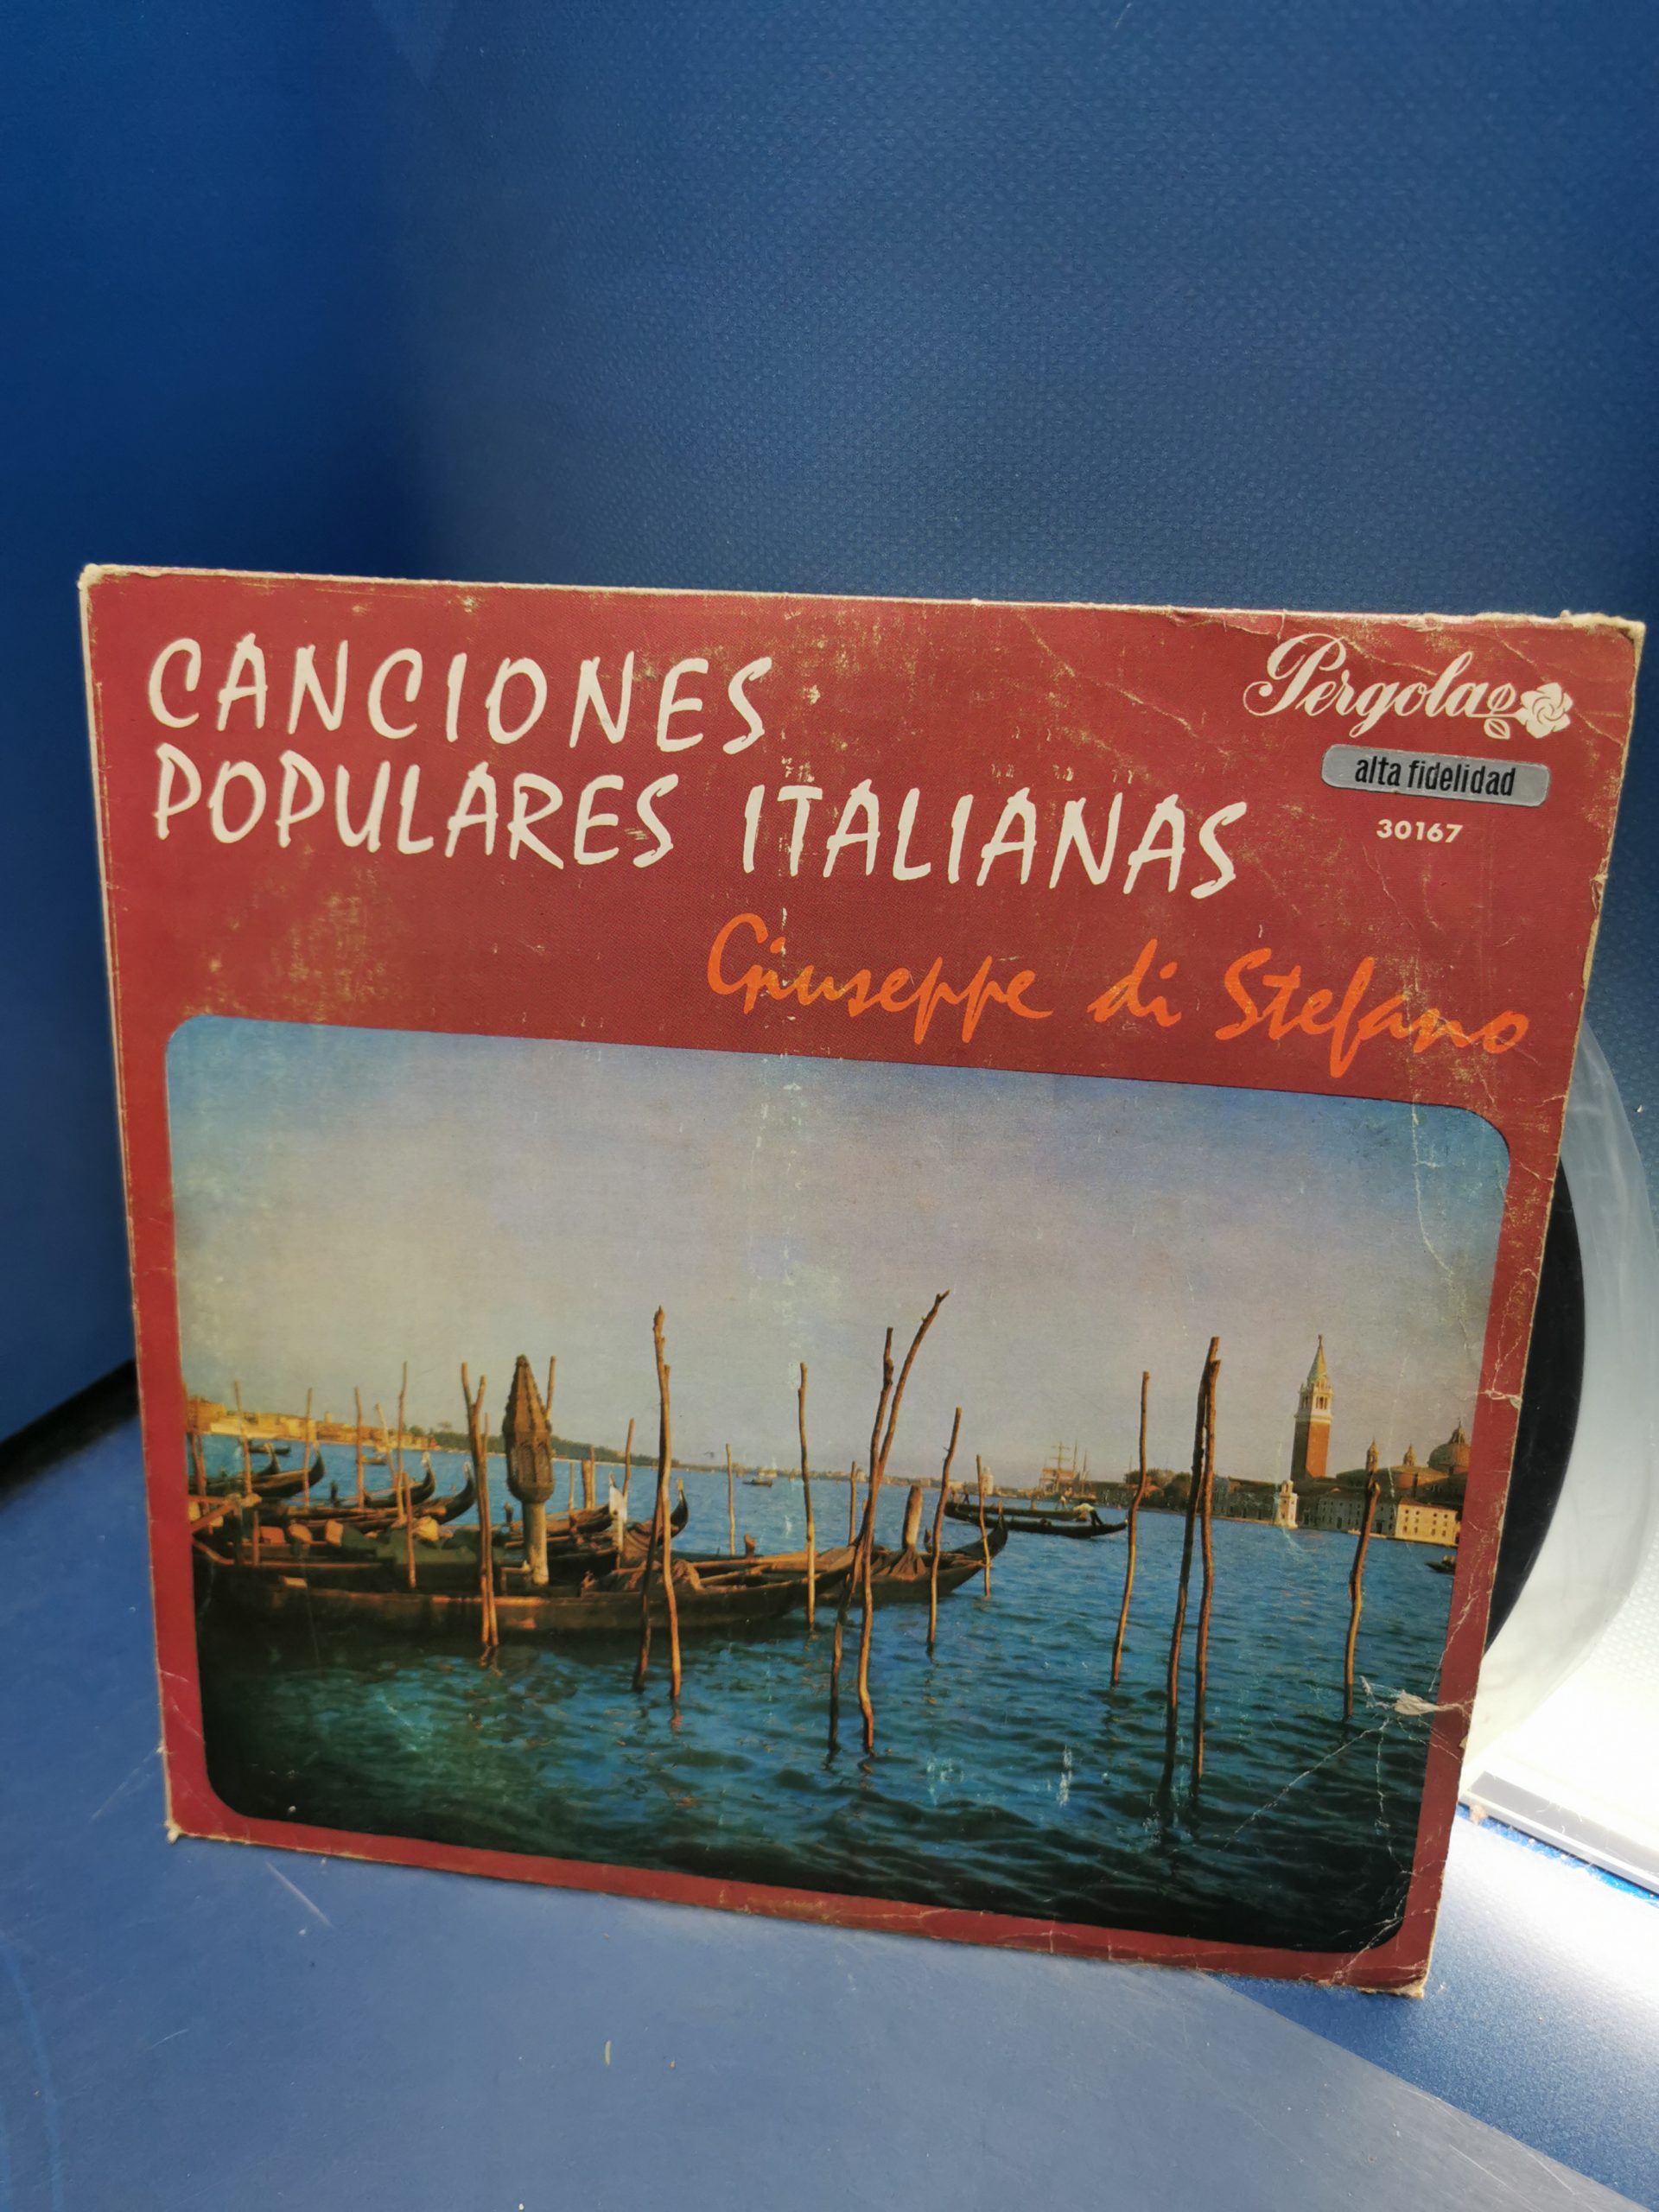 CANCIONES
POPULARES ITALIANAS
Pergola
alta fidelidad
30167
Giuseppe di Stefano